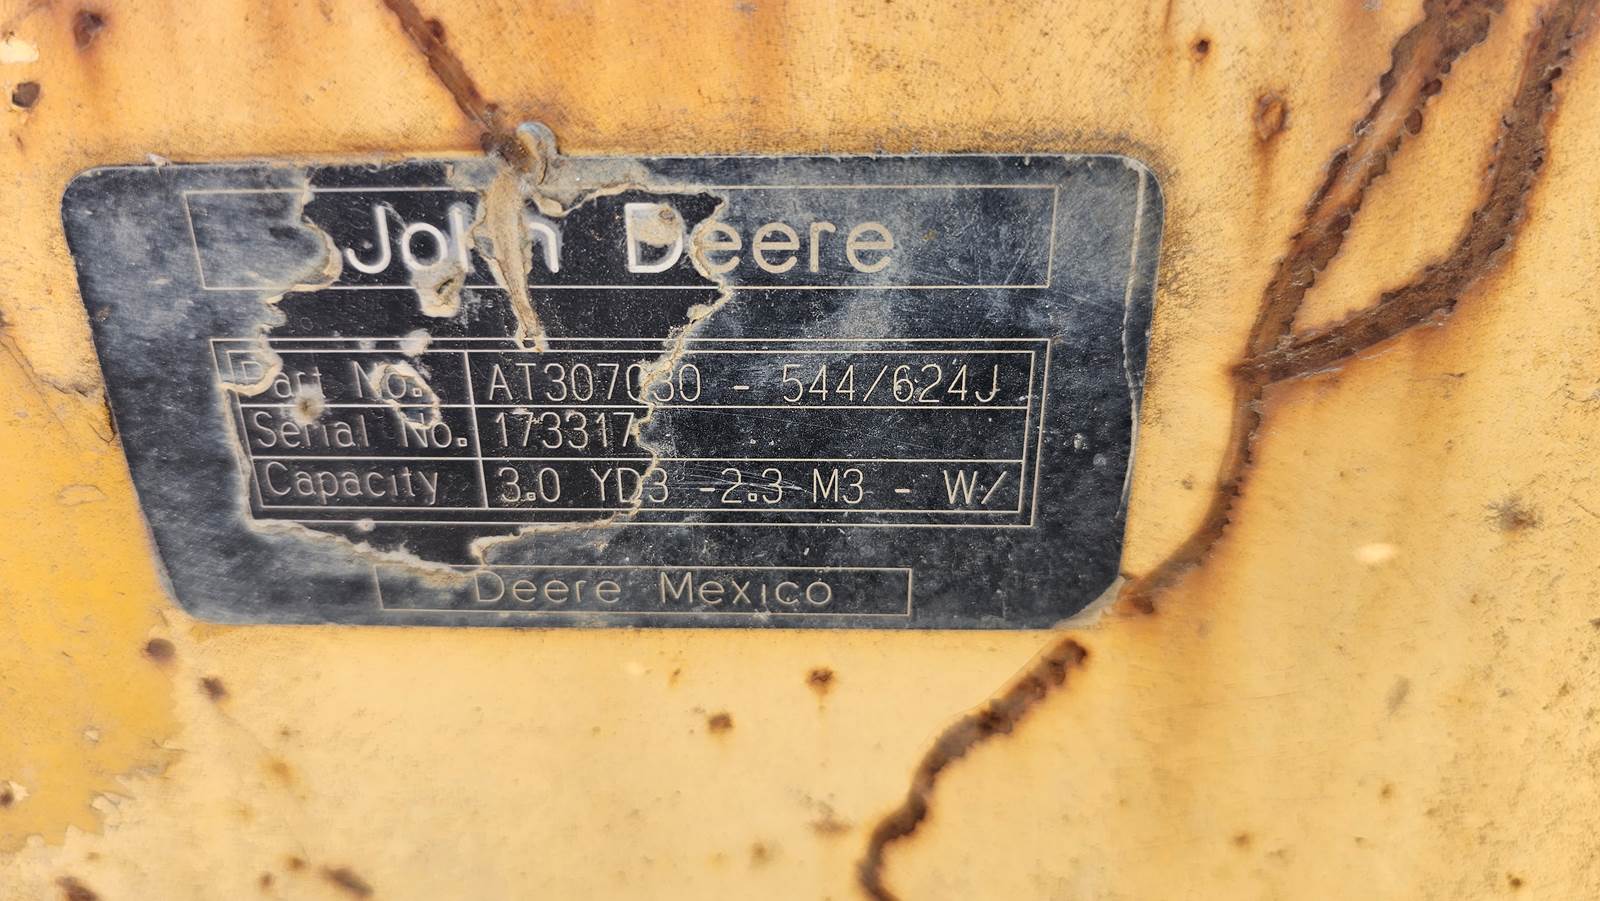 John Deere
Part No. AT307030 - 544/624J
Serial No. 173317
Capacity 3.0 YD3 -2.3 M3 - W/
Deere Mexico